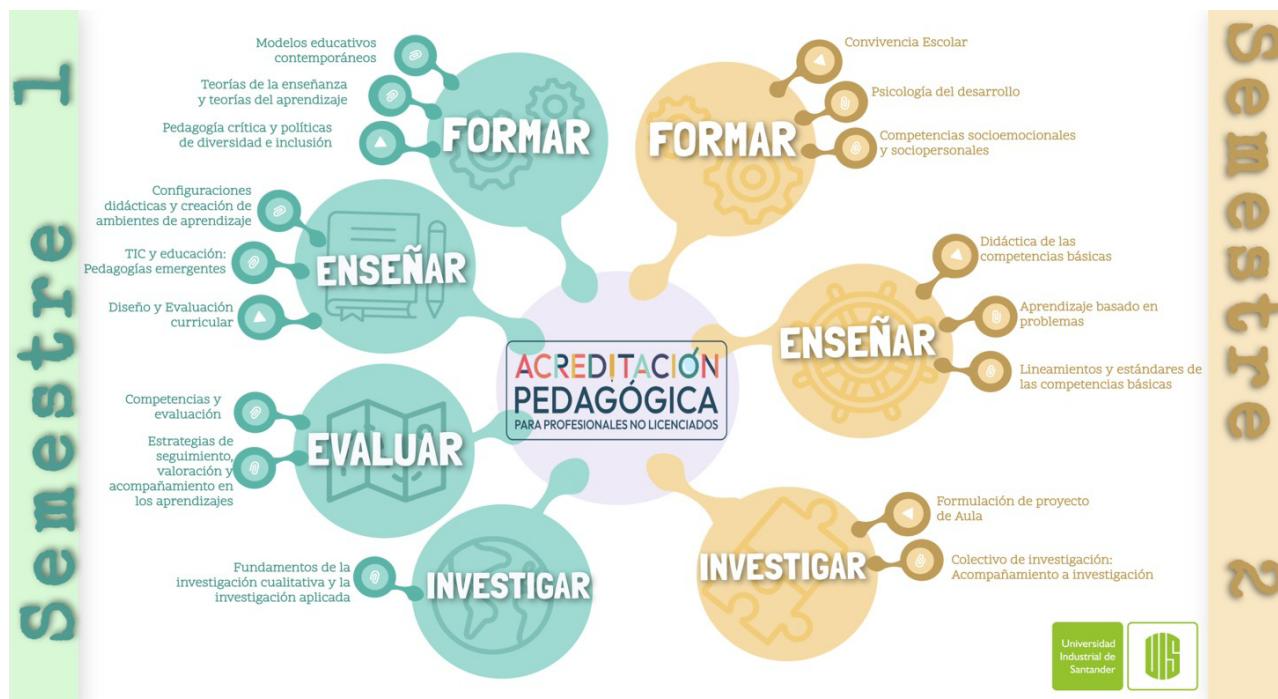 Semestre 1
Modelos educativos
contemporáneos
Teorías de la enseñanza
y teorías del aprendizaje
Pedagogía crítica y políticas
de diversidad e inclusión
FORMAR
Configuraciones
didácticas y creación de
ambientes de aprendizaje
TIC y educación:
Pedagogías emergentes
Diseño y Evaluación
curricular
ENSEÑAR
Competencias y
evaluación
Estrategias de
seguimiento,
valoración y
acompañamiento en
los aprendizajes
EVALUAR
Fundamentos de la
investigación cualitativa y la
investigación aplicada
INVESTIGAR
ACREDITACIÓN
PEDAGÓGICA
PARA PROFESIONALES NO LICENCIADOS
FORMAR
Convivencia Escolar
Psicología del desarrollo
Competencias socioemocionales
y sociopersonales
ENSEÑAR
Didáctica de las
competencias básicas
Aprendizaje basado en
problemas
Lineamientos y estándares de
las competencias básicas
INVESTIGAR
Formulación de proyecto
de Aula
Colectivo de investigación:
Acompañamiento a investigación
Semestre 2
Universidad
Industrial de
Santander
UIS